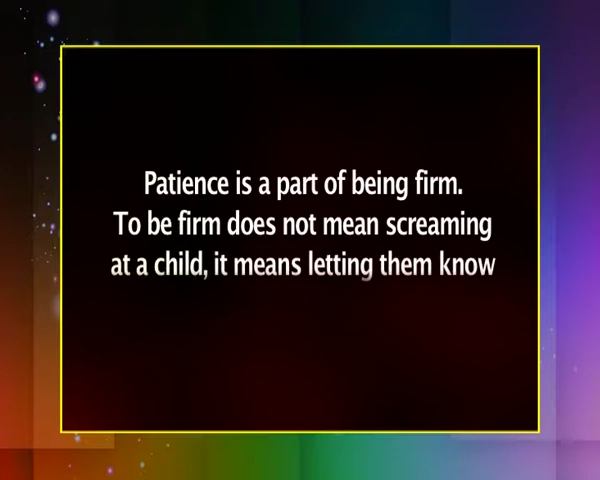 Patience is a part of being firm.
To be firm does not mean screaming
at a child, it means letting them know